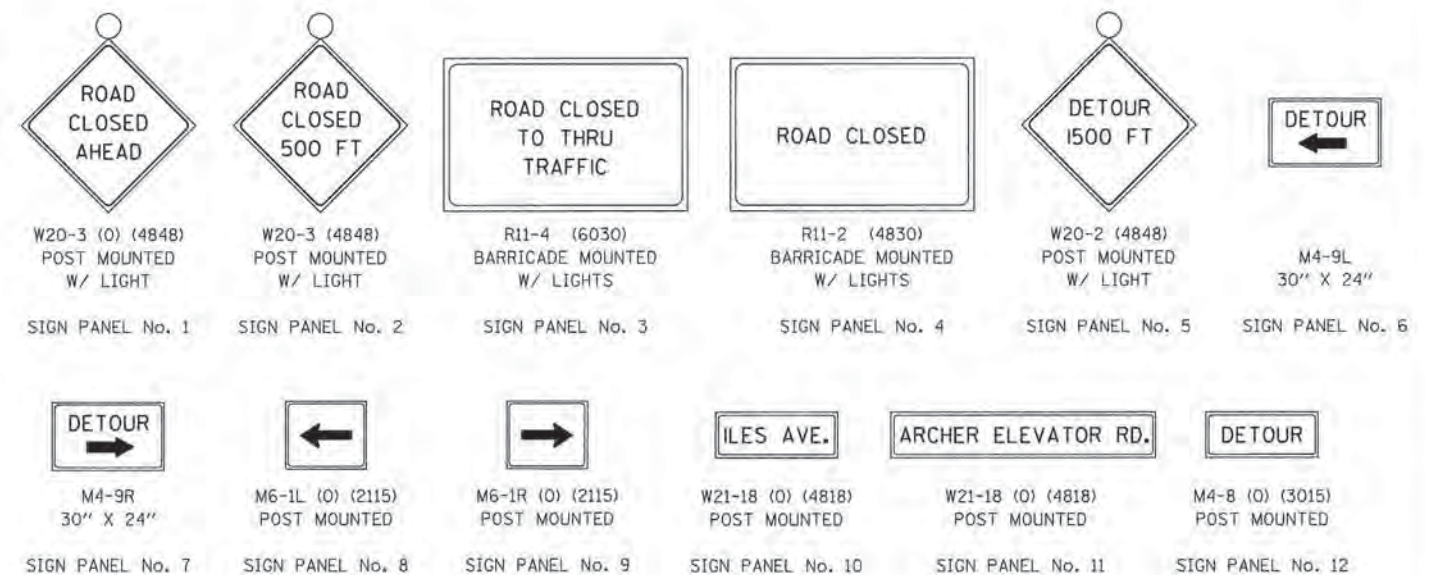 ROAD
CLOSED
AHEAD
W20-3 (O) (4848)
POST MOUNTED
W/ LIGHT
SIGN PANEL No. 1
ROAD
CLOSED
500 FT
W20-3 (4848)
POST MOUNTED
W/ LIGHT
SIGN PANEL No. 2
ROAD CLOSED
TO THRU
TRAFFIC
R11-4 (6030)
BARRICADE MOUNTED
W/ LIGHTS
SIGN PANEL No. 3
ROAD CLOSED
R11-2 (4830)
BARRICADE MOUNTED
W/ LIGHTS
SIGN PANEL No. 4
DETOUR
1500 FT
W20-2 (4848)
POST MOUNTED
W/ LIGHT
SIGN PANEL No. 5
DETOUR
M4-9L
30" X 24"
SIGN PANEL No. 6
DETOUR
M4-9R
30" X 24"
SIGN PANEL No. 7
M6-1L (O) (2115)
POST MOUNTED
SIGN PANEL No. 8
M6-1R (O) (2115)
POST MOUNTED
SIGN PANEL No. 9
ILES AVE.
W21-18 (O) (4818)
POST MOUNTED
SIGN PANEL No. 10
ARCHER ELEVATOR RD.
W21-18 (O) (4818)
POST MOUNTED
SIGN PANEL No. 11
DETOUR
M4-8 (O) (3015)
POST MOUNTED
SIGN PANEL No. 12